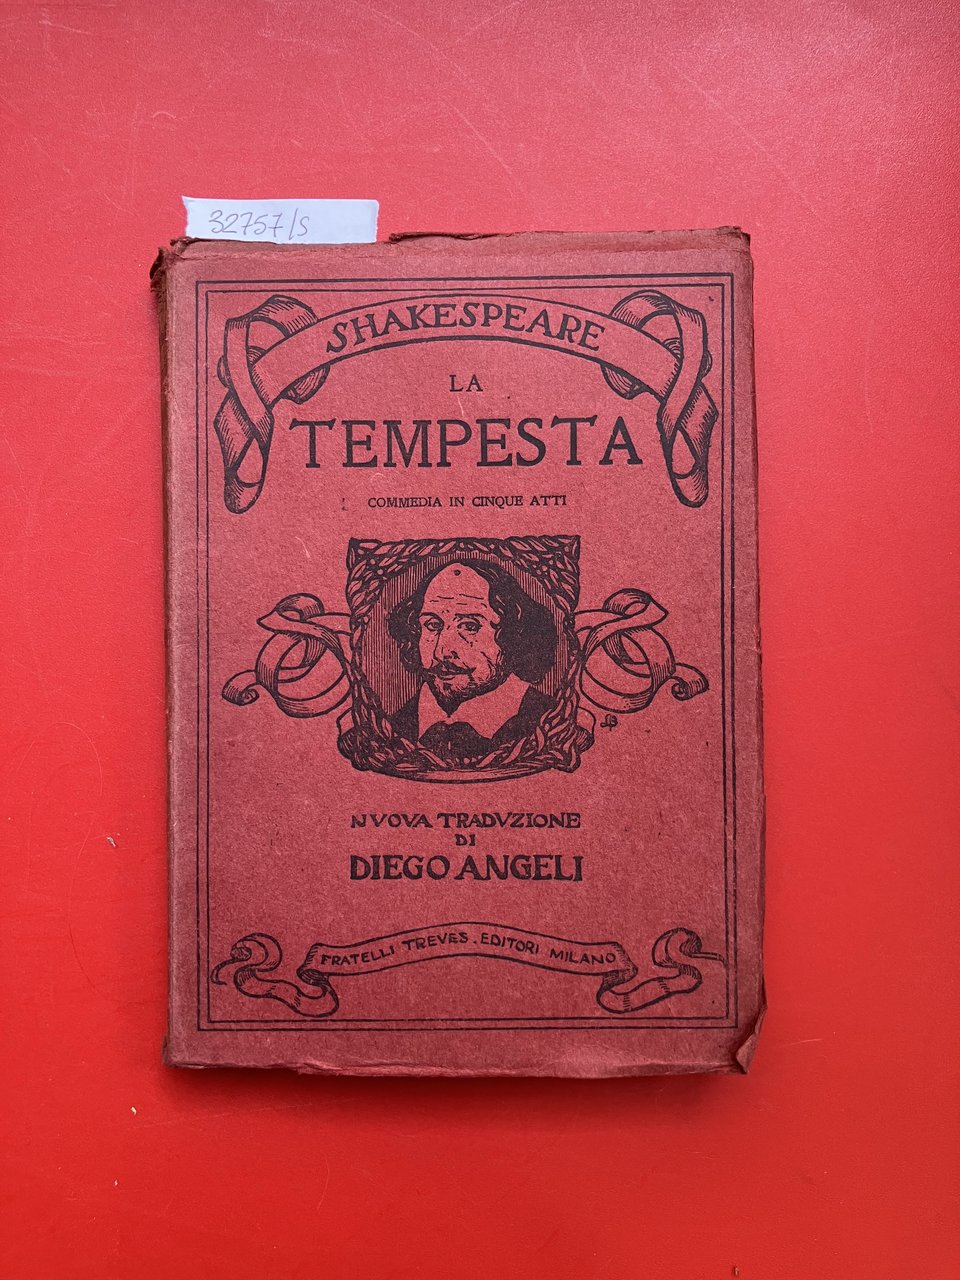 32757/S
SHAKESPEARE
LA
TEMPESTA
COMMEDIA IN CINQUE ATTI
NVOVA TRADVZIONE
DI
DIEGO ANGELI
FRATELLI TREVES. EDITORI MILANO